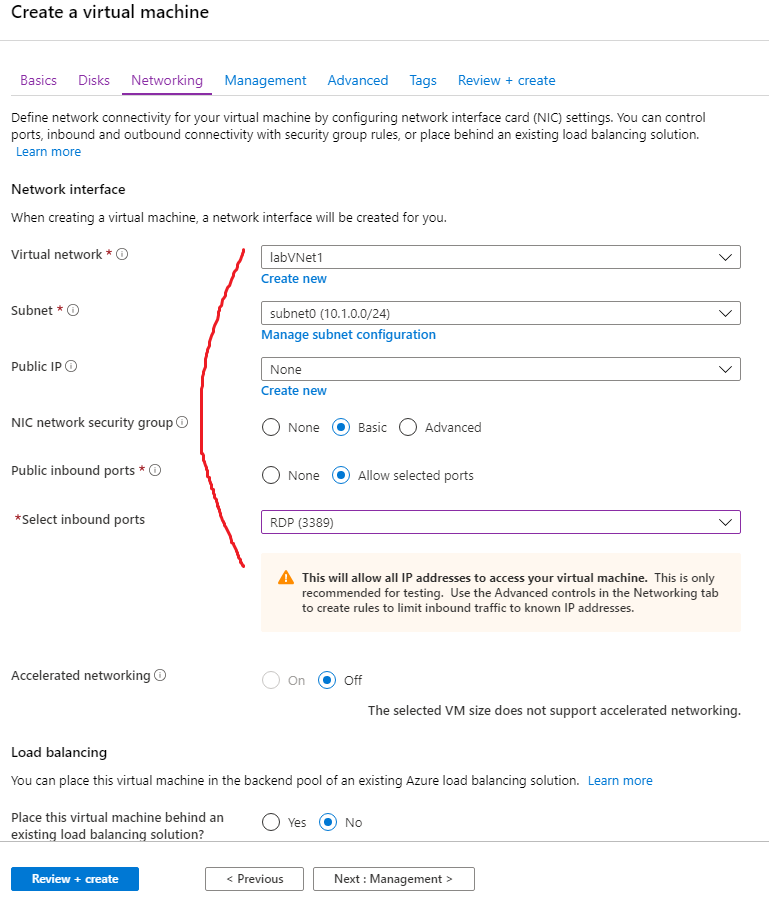 Create a virtual machine
Basics Disks Networking Management Advanced Tags Review + create
Define network connectivity for your virtual machine by configuring network interface card (NIC) settings. You can control
ports, inbound and outbound connectivity with security group rules, or place behind an existing load balancing solution.
Learn more
Network interface
When creating a virtual machine, a network interface will be created for you.
Virtual network *
labVNet1
Create new
Subnet *
subnet0 (10.1.0.0/24)
Manage subnet configuration
Public IP
None
Create new
NIC network security group
None Basic Advanced
Public inbound ports *
None Allow selected ports
*Select inbound ports
RDP (3389)
This will allow all IP addresses to access your virtual machine. This is only
recommended for testing. Use the Advanced controls in the Networking tab
to create rules to limit inbound traffic to known IP addresses.
Accelerated networking
On Off
The selected VM size does not support accelerated networking.
Load balancing
You can place this virtual machine in the backend pool of an existing Azure load balancing solution. Learn more
Place this virtual machine behind an
existing load balancing solution?
Yes No
Review + create
< Previous
Next : Management >